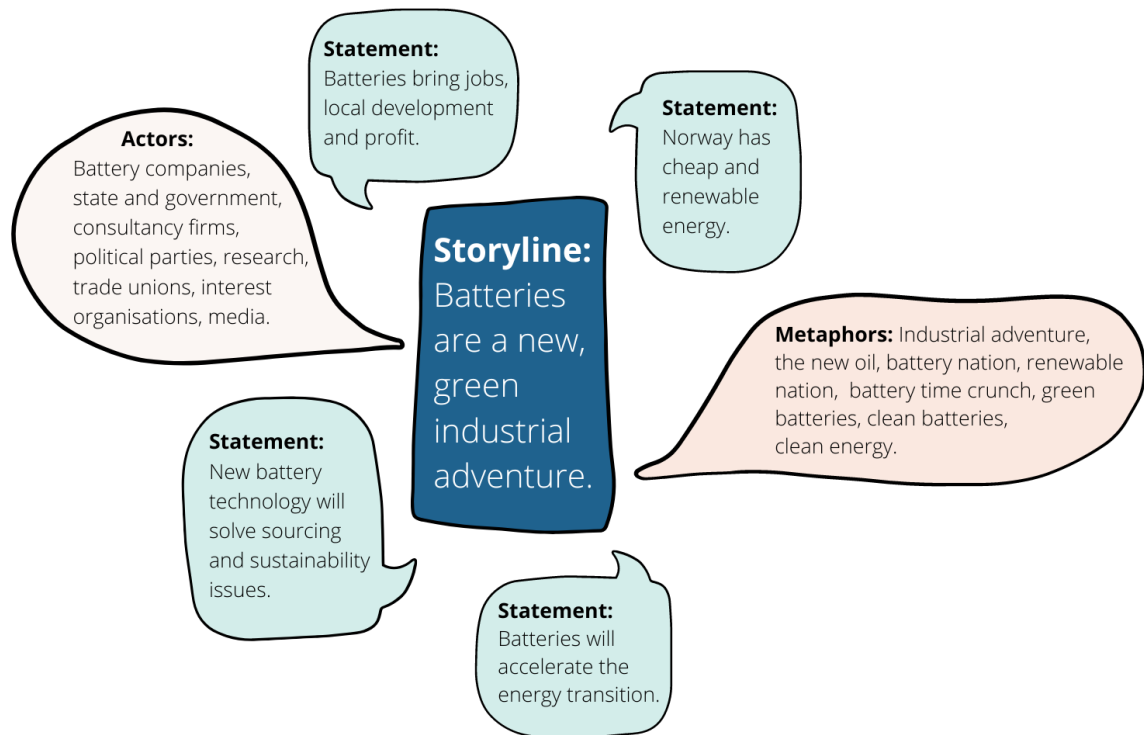 Statement:
Batteries bring jobs,
local development
and profit.
Statement:
Norway has
cheap and
renewable
energy.
Actors:
Battery companies,
state and government,
consultancy firms,
political parties, research,
trade unions, interest
organisations, media.
Storyline:
Batteries
are a new,
green
industrial
adventure.
Metaphors: Industrial adventure,
the new oil, battery nation, renewable
nation, battery time crunch, green
batteries, clean batteries,
clean energy.
Statement:
New battery
technology will
solve sourcing
and sustainability
issues.
Statement:
Batteries will
accelerate the
energy transition.